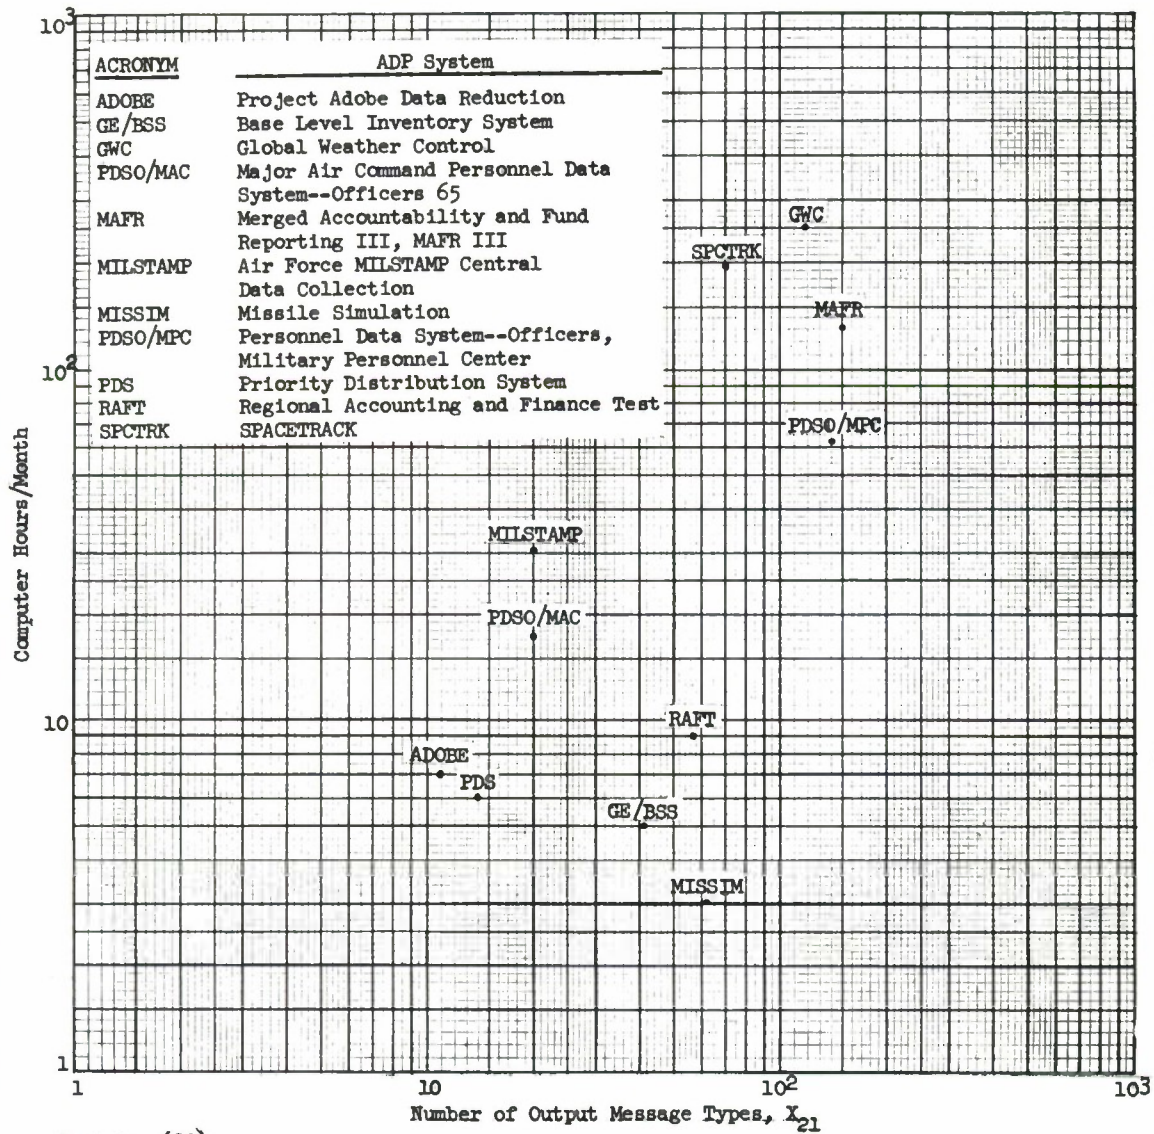 10³
ACRONYM ADP System
ADOBE Project Adobe Data Reduction
GE/BSS Base Level Inventory System
GWC Global Weather Control
PDSO/MAC Major Air Command Personnel Data
System--Officers 65
MAFR Merged Accountability and Fund
Reporting III, MAFR III
MILSTAMP Air Force MILSTAMP Central
Data Collection
MISSIM Missile Simulation
PDSO/MPC Personnel Data System--Officers,
Military Personnel Center
PDS Priority Distribution System
RAFT Regional Accounting and Finance Test
SPCTRK SPACETRACK
GWC
SPCTRK
MAFR
10²
PDSO/MPC
Computer Hours/Month
MILSTAMP
PDSO/MAC
10
RAFT
ADOBE
PDS
GE/BSS
MISSIM
1
1 10 10² 10³
Number of Output Message Types, X₂₁